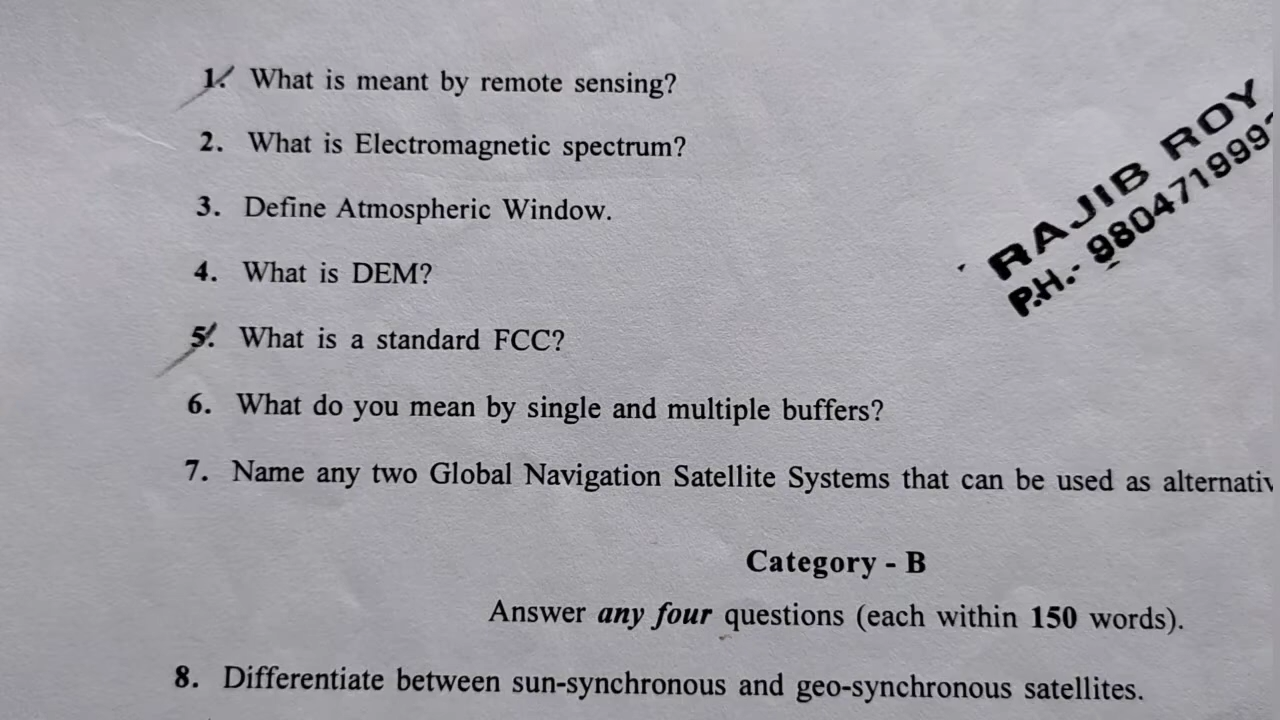 1. What is meant by remote sensing?
2. What is Electromagnetic spectrum?
3. Define Atmospheric Window.
4. What is DEM?
5. What is a standard FCC?
6. What do you mean by single and multiple buffers?
7. Name any two Global Navigation Satellite Systems that can be used as
Category - B
Answer any four questions (each within 150 words).
8. Differentiate between sun-synchronous and geo-synchronous satellites.
RAJIB ROY
P.H.-